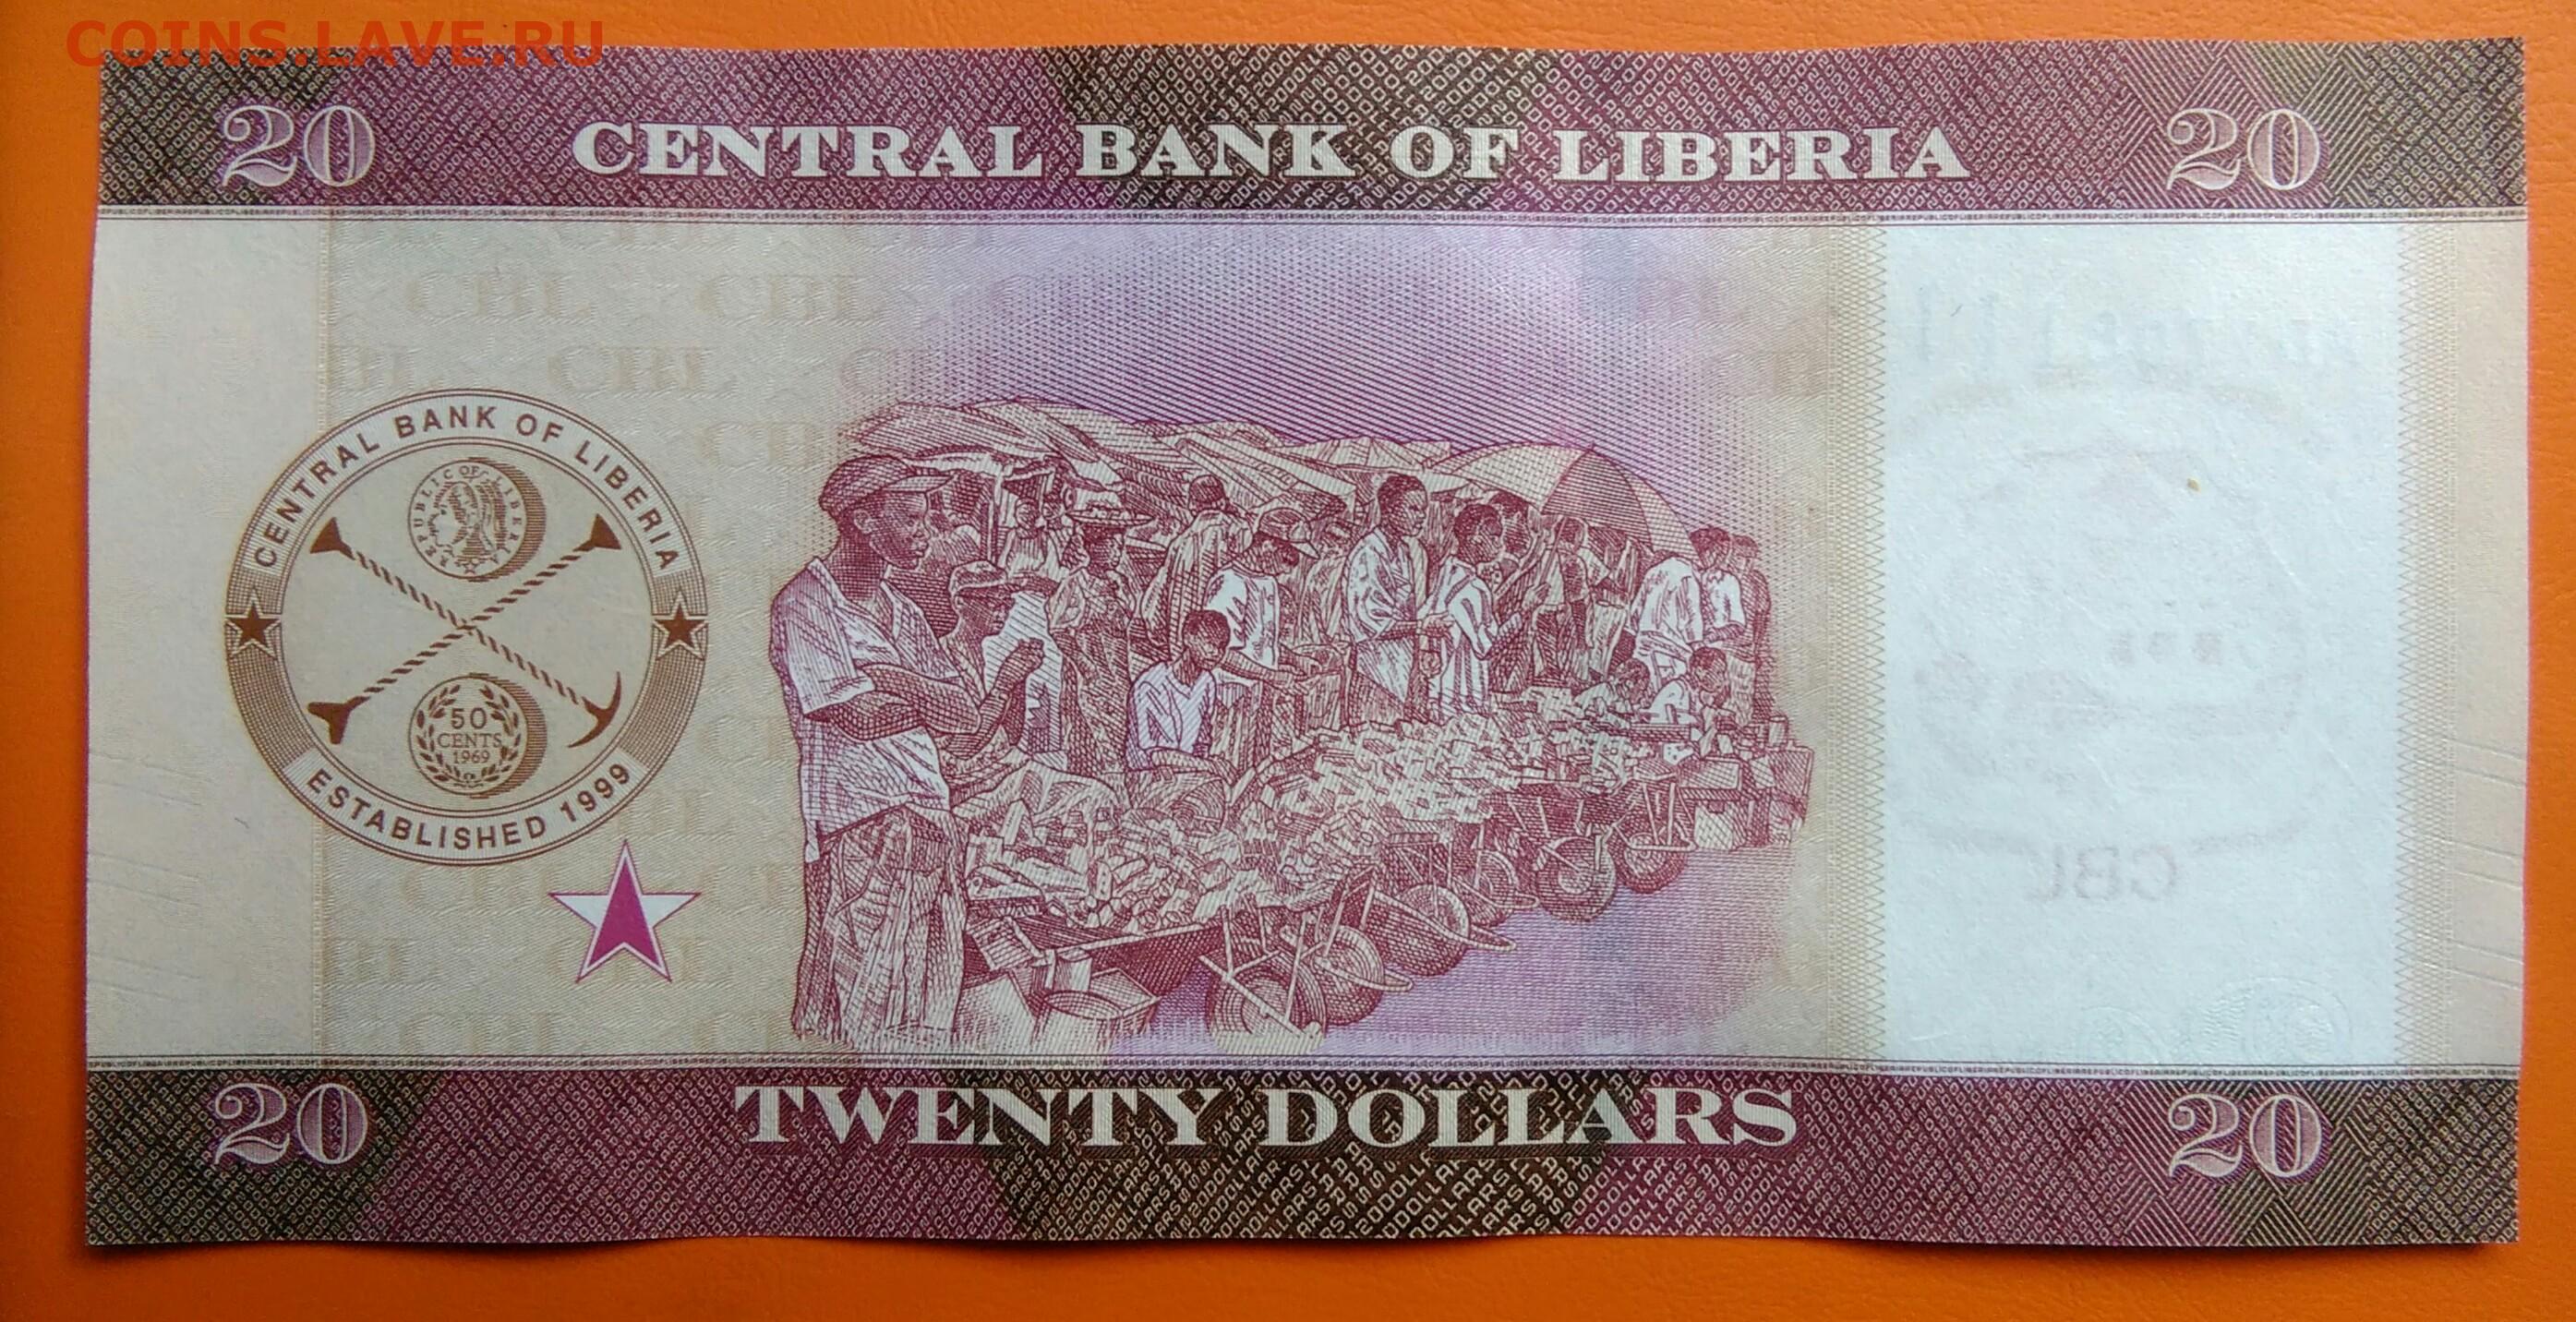 COINS.LAVE.RU
20 CENTRAL BANK OF LIBERIA 20
CBL CBL
CBL
CENTRAL BANK OF LIBERIA
REPUBLIC OF LIBERIA
50
CENTS
1969
ESTABLISHED 1999
CBL
20 TWENTY DOLLARS 20